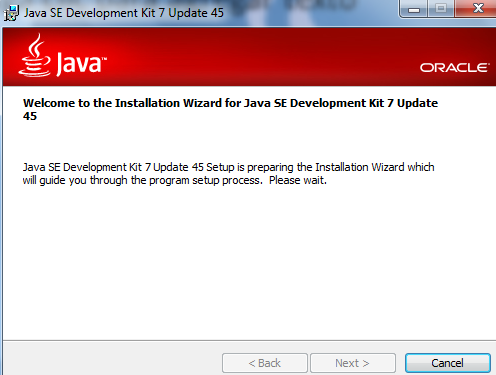 Java SE Development Kit 7 Update 45
Java™
ORACLE
Welcome to the Installation Wizard for Java SE Development Kit 7 Update
45
Java SE Development Kit 7 Update 45 Setup is preparing the Installation Wizard which
will guide you through the program setup process. Please wait.
< Back
Next >
Cancel